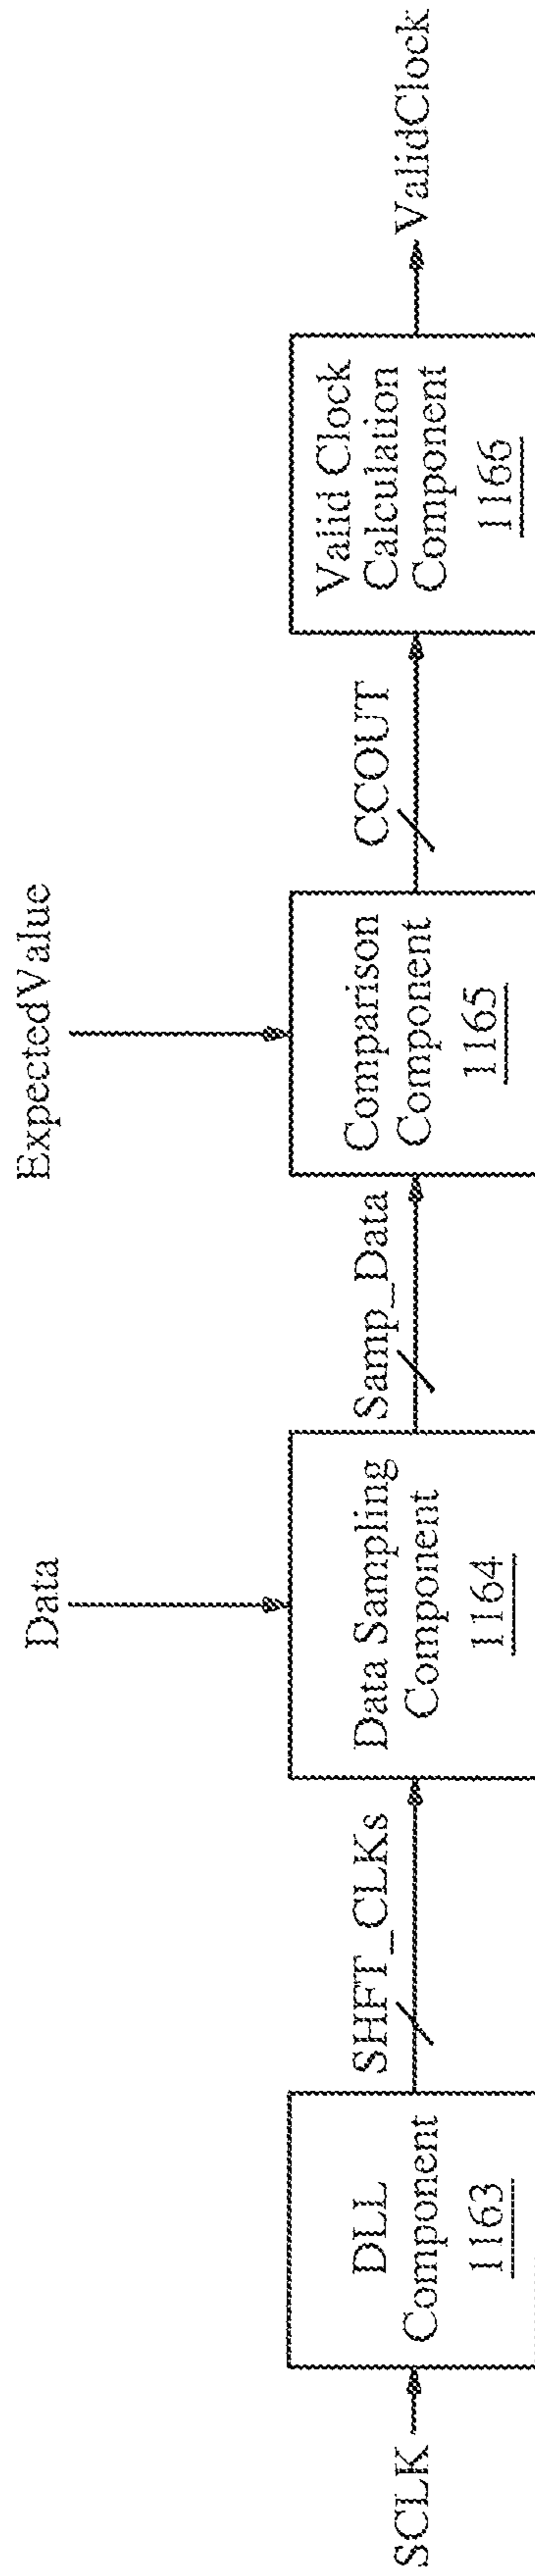 SCLK
DLL
Component
1163
SHFT_CLKs
Data
Data Sampling
Component
1164
Samp_Data
ExpectedValue
Comparison
Component
1165
CCOUT
Valid Clock
Calculation
Component
1166
ValidClock